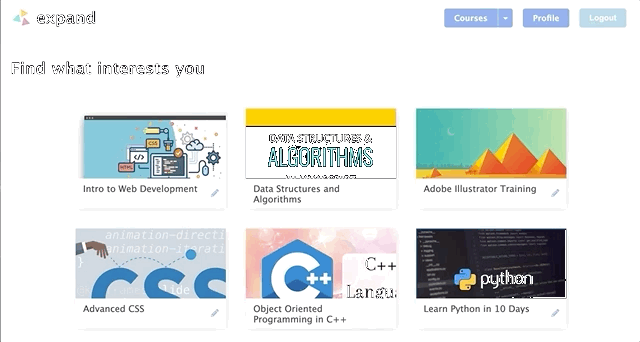 expand
Courses
Profile
Logout
Find what interests you
CSS
HTML
DATA STRUCTURES &
ALGORITHMS
Intro to Web Development
Data Structures and
Algorithms
Adobe Illustrator Training
animation-directi
animation-iteratio
CSS
C++
C++
Langua
python
Advanced CSS
Object Oriented
Programming in C++
Learn Python in 10 Days